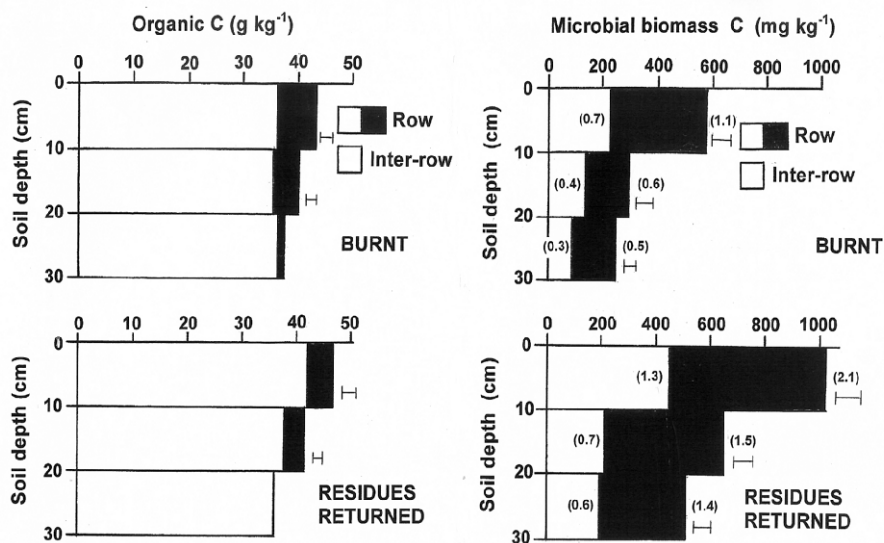 Organic C (g kg⁻¹)
0 10 20 30 40 50
0
10
20
30
Soil depth (cm)
Row
Inter-row
BURNT
Microbial biomass C (mg kg⁻¹)
0 200 400 600 800 1000
0
10
20
30
Soil depth (cm)
(0.7) (1.1)
(0.4) (0.6)
(0.3) (0.5)
Row
Inter-row
BURNT
0 10 20 30 40 50
0
10
20
30
Soil depth (cm)
RESIDUES
RETURNED
0 200 400 600 800 1000
0
10
20
30
Soil depth (cm)
(1.3) (2.1)
(0.7) (1.5)
(0.6) (1.4)
RESIDUES
RETURNED